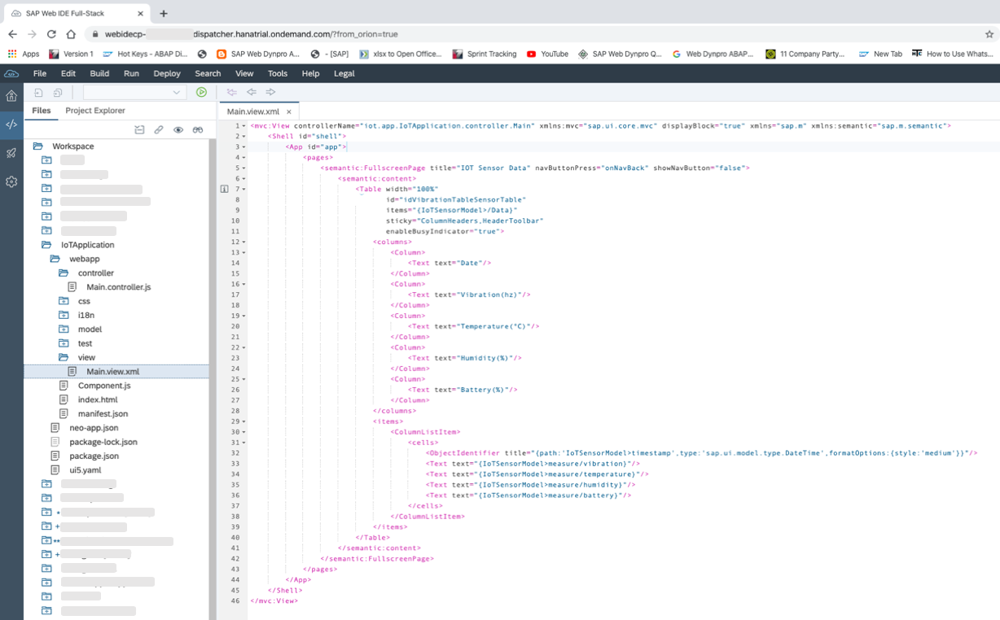 SAP Web IDE Full-Stack
webidecp-
dispatcher.hanatrial.ondemand.com/?from_orion=true
Apps Version 1 Hot Keys - ABAP Di... SAP Web Dynpro A... - [SAP] xlsx to Open Office... Sprint Tracking YouTube SAP Web Dynpro Q... Web Dynpro ABAP... 11 Company Party... New Tab How to Use Whats...
File Edit Build Run Deploy Search View Tools Help Legal
Files Project Explorer
Workspace
IoTApplication
webapp
controller
Main.controller.js
css
i18n
model
test
view
Main.view.xml
Component.js
index.html
manifest.json
neo-app.json
package-lock.json
package.json
ui5.yaml
Main.view.xml
1 <mvc:View controllerName="iot.app.IoTApplication.controller.Main" xmlns:mvc="sap.ui.core.mvc" displayBlock="true" xmlns="sap.m" xmlns:semantic="sap.m.semantic">
2 <Shell id="shell">
3 <App id="app">
4 <pages>
5 <semantic:FullscreenPage title="IOT Sensor Data" navButtonPress="onNavBack" showNavButton="false">
6 <semantic:content>
7 <Table width="100%"
8 id="idVibrationTableSensorTable"
9 items="{IoTSensorModel>/Data}"
10 sticky="ColumnHeaders,HeaderToolbar"
11 enableBusyIndicator="true">
12 <columns>
13 <Column>
14 <Text text="Date"/>
15 </Column>
16 <Column>
17 <Text text="Vibration(hz)"/>
18 </Column>
19 <Column>
20 <Text text="Temperature(°C)"/>
21 </Column>
22 <Column>
23 <Text text="Humidity(%)"/>
24 </Column>
25 <Column>
26 <Text text="Battery(%)"/>
27 </Column>
28 </columns>
29 <items>
30 <ColumnListItem>
31 <cells>
32 <ObjectIdentifier title="{path:'IoTSensorModel>timestamp',type:'sap.ui.model.type.DateTime',formatOptions:{style:'medium'}}"/>
33 <Text text="{IoTSensorModel>measure/vibration}"/>
34 <Text text="{IoTSensorModel>measure/temperature}"/>
35 <Text text="{IoTSensorModel>measure/humidity}"/>
36 <Text text="{IoTSensorModel>measure/battery}"/>
37 </cells>
38 </ColumnListItem>
39 </items>
40 </Table>
41 </semantic:content>
42 </semantic:FullscreenPage>
43 </pages>
44 </App>
45 </Shell>
46 </mvc:View>